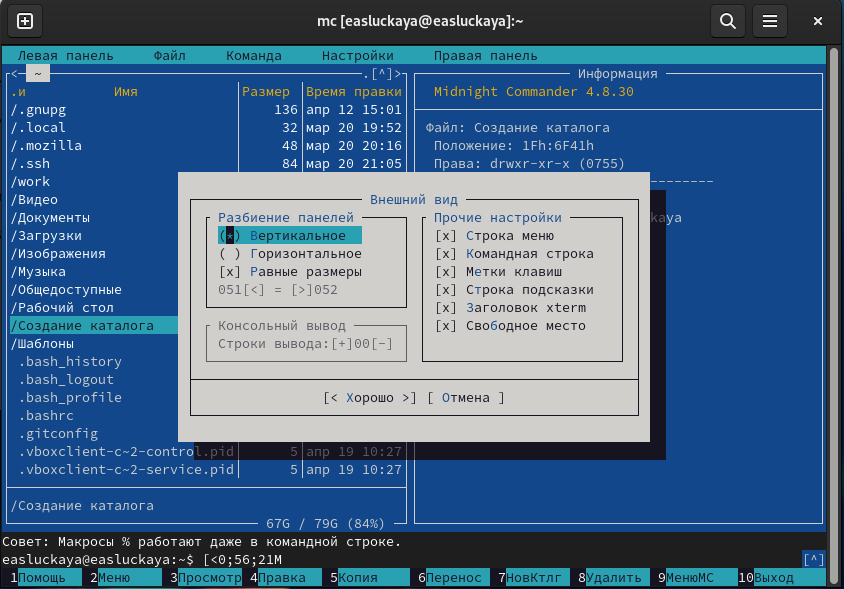 mc [easluckaya@easluckaya]:~
Левая панель Файл Команда Настройки Правая панель
<─ ~ .[^]> Информация
.и Имя Размер Время правки Midnight Commander 4.8.30
/.gnupg 136 апр 12 15:01
/.local 32 мар 20 19:52 Файл: Создание каталога
/.mozilla 48 мар 20 20:16 Положение: 1Fh:6F41h
/.ssh 84 мар 20 21:05 Права: drwxr-xr-x (0755)
/work
/Видео
/Документы
/Загрузки
/Изображения
/Музыка
/Общедоступные
/Рабочий стол
/Создание каталога
/Шаблоны
.bash_history
.bash_logout
.bash_profile
.bashrc
.gitconfig
.vboxclient-c~2-control.pid 5 апр 19 10:27
.vboxclient-c~2-service.pid 5 апр 19 10:27
/Создание каталога
67G / 79G (84%)
Внешний вид
Разбиение панелей
(*) Вертикальное
( ) Горизонтальное
[x] Равные размеры
051[<] = [>]052
Консольный вывод
Строки вывода:[+]00[-]
Прочие настройки
[x] Строка меню
[x] Командная строка
[x] Метки клавиш
[x] Строка подсказки
[x] Заголовок xterm
[x] Свободное место
[< Хорошо >] [ Отмена ]
Совет: Макросы % работают даже в командной строке.
easluckaya@easluckaya:~$ [<0;56;21M [^]
1Помощь 2Меню 3Просмотр 4Правка 5Копия 6Перенос 7НовКтлг 8Удалить 9МенюМС 10Выход